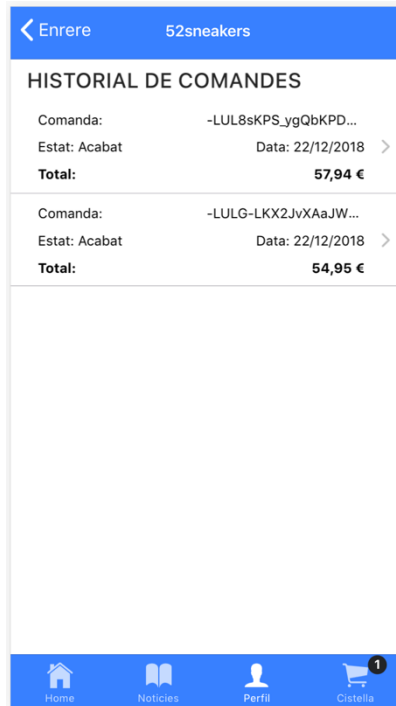 Enrere 52sneakers
HISTORIAL DE COMANDES
Comanda: -LUL8sKPS_ygQbKPD...
Estat: Acabat Data: 22/12/2018
Total: 57,94 €
Comanda: -LULG-LKX2JvXAaJW...
Estat: Acabat Data: 22/12/2018
Total: 54,95 €
1
Home Noticies Perfil Cistella